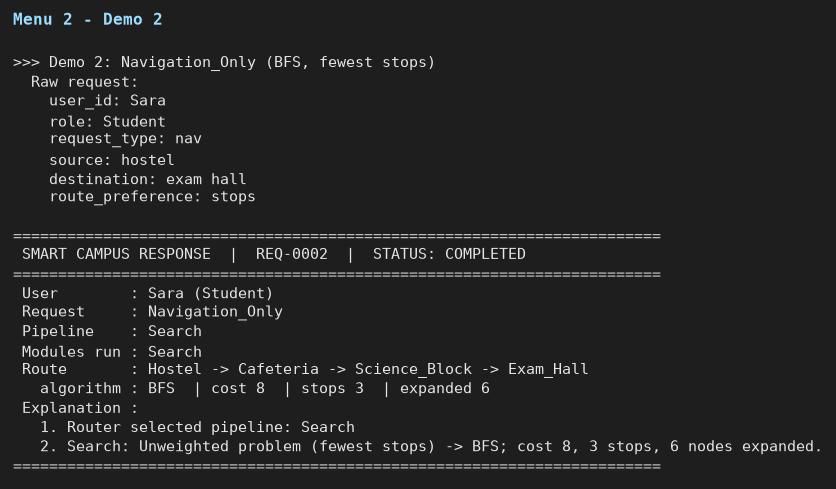 Menu 2 - Demo 2
>>> Demo 2: Navigation_Only (BFS, fewest stops)
  Raw request:
    user_id: Sara
    role: Student
    request_type: nav
    source: hostel
    destination: exam hall
    route_preference: stops
========================================================================
 SMART CAMPUS RESPONSE  |  REQ-0002  |  STATUS: COMPLETED
========================================================================
 User        : Sara (Student)
 Request     : Navigation_Only
 Pipeline    : Search
 Modules run : Search
 Route       : Hostel -> Cafeteria -> Science_Block -> Exam_Hall
   algorithm : BFS  | cost 8  | stops 3  | expanded 6
 Explanation :
   1. Router selected pipeline: Search
   2. Search: Unweighted problem (fewest stops) -> BFS; cost 8, 3 stops, 6 nodes expanded.
========================================================================